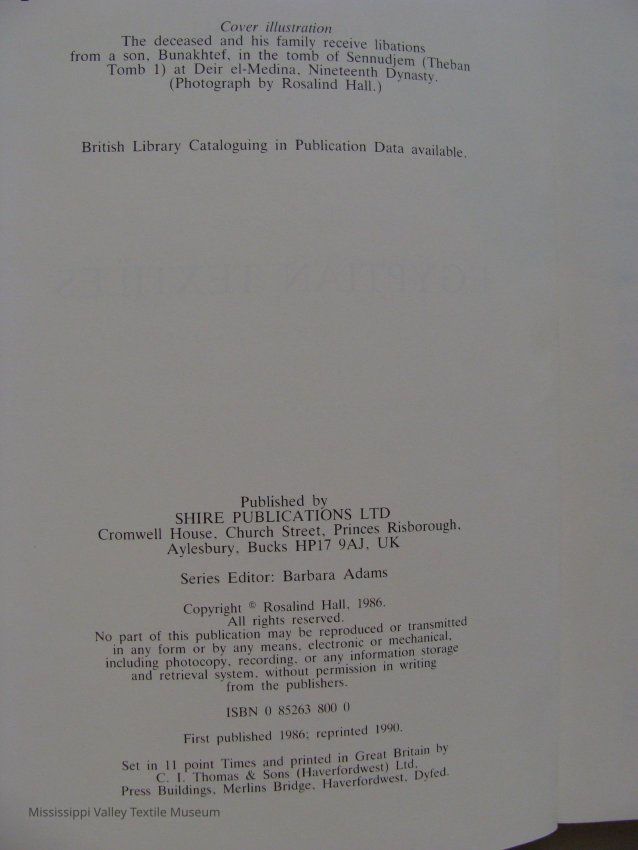 Cover illustration
The deceased and his family receive libations
from a son, Bunakhtef, in the tomb of Sennudjem (Theban
Tomb 1) at Deir el-Medina, Nineteenth Dynasty.
(Photograph by Rosalind Hall.)
British Library Cataloguing in Publication Data available.
EGYPTIAN TEXTILES
Published by
SHIRE PUBLICATIONS LTD
Cromwell House, Church Street, Princes Risborough,
Aylesbury, Bucks HP17 9AJ, UK
Series Editor: Barbara Adams
Copyright © Rosalind Hall, 1986.
All rights reserved.
No part of this publication may be reproduced or transmitted
in any form or by any means, electronic or mechanical,
including photocopy, recording, or any information storage
and retrieval system, without permission in writing
from the publishers.
ISBN 0 85263 800 0
First published 1986; reprinted 1990.
Set in 11 point Times and printed in Great Britain by
C. I. Thomas & Sons (Haverfordwest) Ltd,
Press Buildings, Merlins Bridge, Haverfordwest, Dyfed.
Mississippi Valley Textile Museum